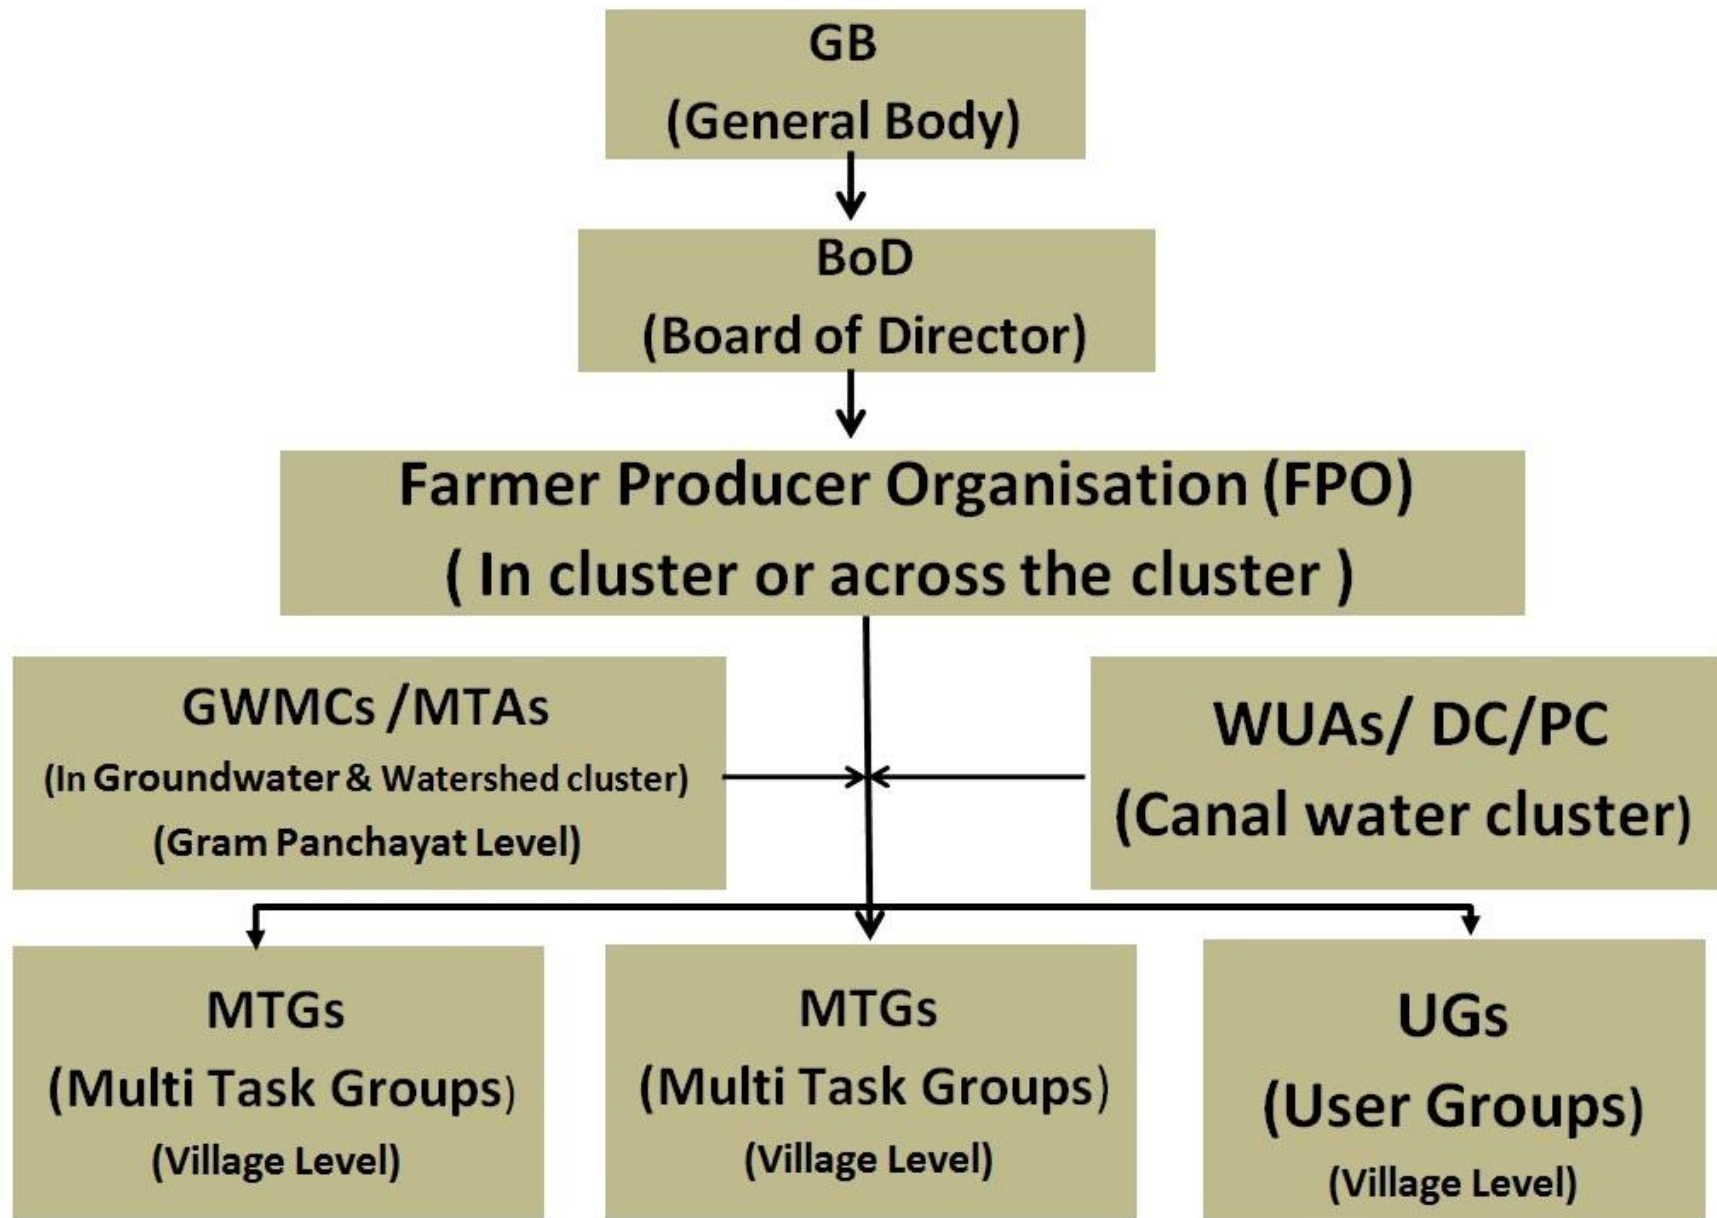 GB
(General Body)
BoD
(Board of Director)
Farmer Producer Organisation (FPO)
( In cluster or across the cluster )
GWMCs /MTAs
(In Groundwater & Watershed cluster)
(Gram Panchayat Level)
WUAs/ DC/PC
(Canal water cluster)
MTGs
(Multi Task Groups)
(Village Level)
MTGs
(Multi Task Groups)
(Village Level)
UGs
(User Groups)
(Village Level)